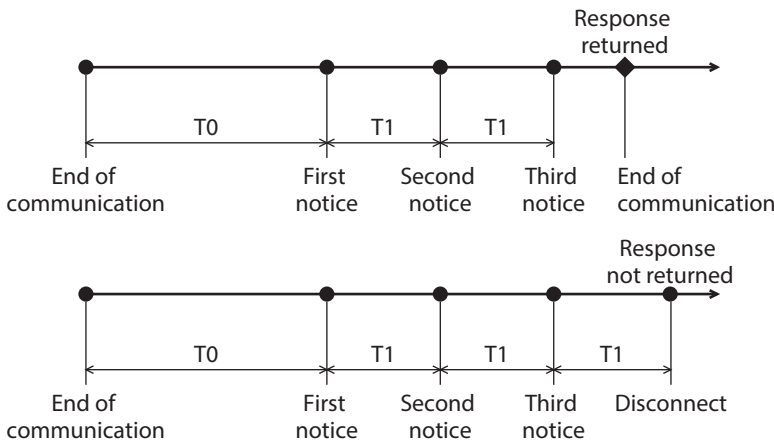 Response
returned
T0
T1
T1
End of
communication
First
notice
Second
notice
Third
notice
End of
communication
Response
not returned
T0
T1
T1
T1
End of
communication
First
notice
Second
notice
Third
notice
Disconnect